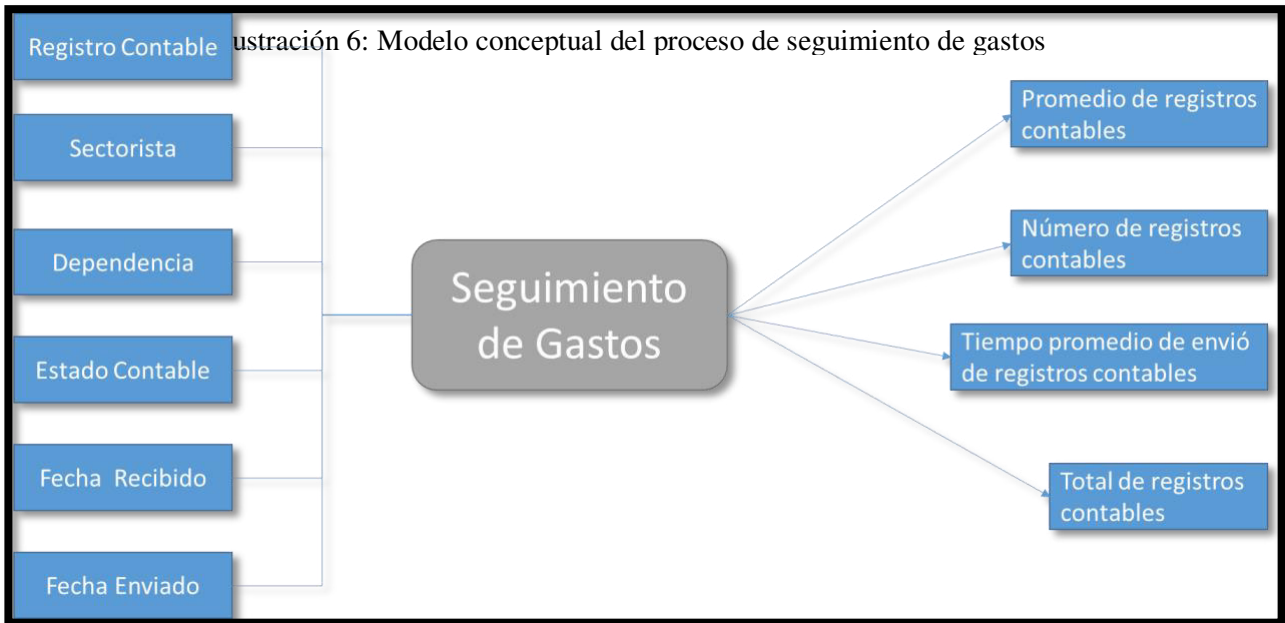 ustración 6: Modelo conceptual del proceso de seguimiento de gastos
Registro Contable
Sectorista
Dependencia
Estado Contable
Fecha Recibido
Fecha Enviado
Seguimiento
de Gastos
Promedio de registros
contables
Número de registros
contables
Tiempo promedio de envió
de registros contables
Total de registros
contables